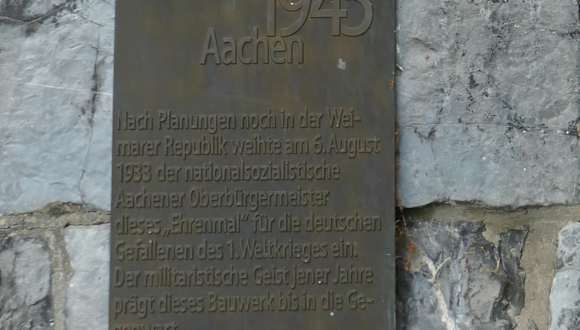 1945
Aachen
Nach Planungen noch in der Wei-
marer Republik weihte am 6. August
1933 der nationalsozialistische
Aachener Oberbürgermeister
dieses „Ehrenmal“ für die deutschen
Gefallenen des 1. Weltkrieges ein.
Der militaristische Geist jener Jahre
prägt dieses Bauwerk bis in die Ge-